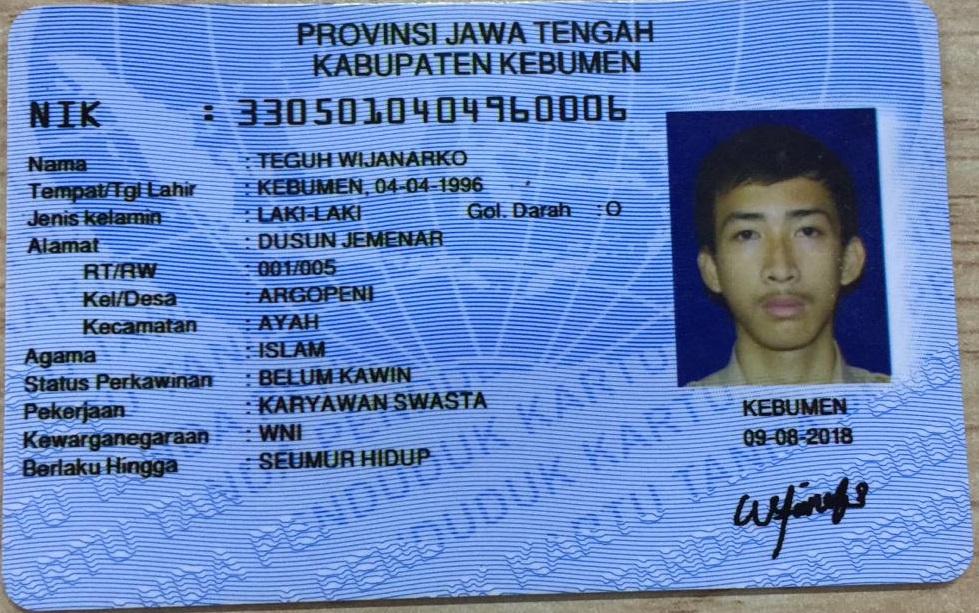 PROVINSI JAWA TENGAH
KABUPATEN KEBUMEN
NIK : 3305010404960006
Nama : TEGUH WIJANARKO
Tempat/Tgl Lahir : KEBUMEN, 04-04-1996
Jenis kelamin : LAKI-LAKI Gol. Darah : O
Alamat : DUSUN JEMENAR
RT/RW : 001/005
Kel/Desa : ARGOPENI
Kecamatan : AYAH
Agama : ISLAM
Status Perkawinan : BELUM KAWIN
Pekerjaan : KARYAWAN SWASTA
Kewarganegaraan : WNI
Berlaku Hingga : SEUMUR HIDUP
KEBUMEN
09-08-2018